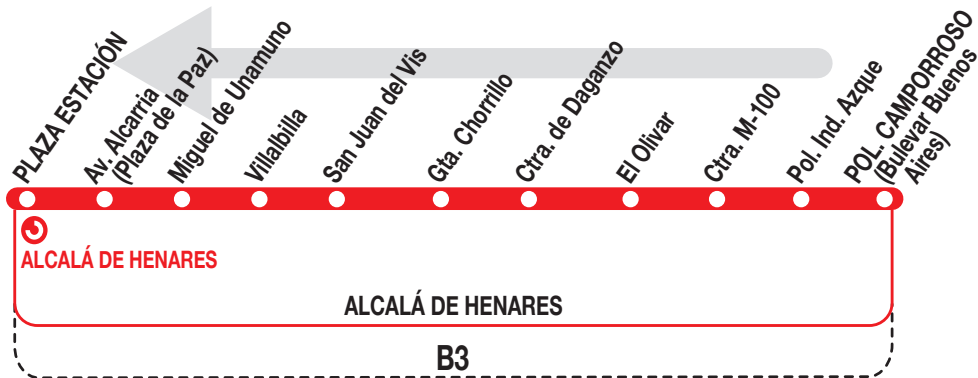 PLAZA ESTACIÓN
Av. Alcarria
(Plaza de la Paz)
Miguel de Unamuno
Villalbilla
San Juan del Vis
Gta. Chorrillo
Ctra. de Daganzo
El Olivar
Ctra. M-100
Pol. Ind. Azque
POL. CAMPORROSO
(Bulevar Buenos
Aires)
ALCALÁ DE HENARES
ALCALÁ DE HENARES
B3